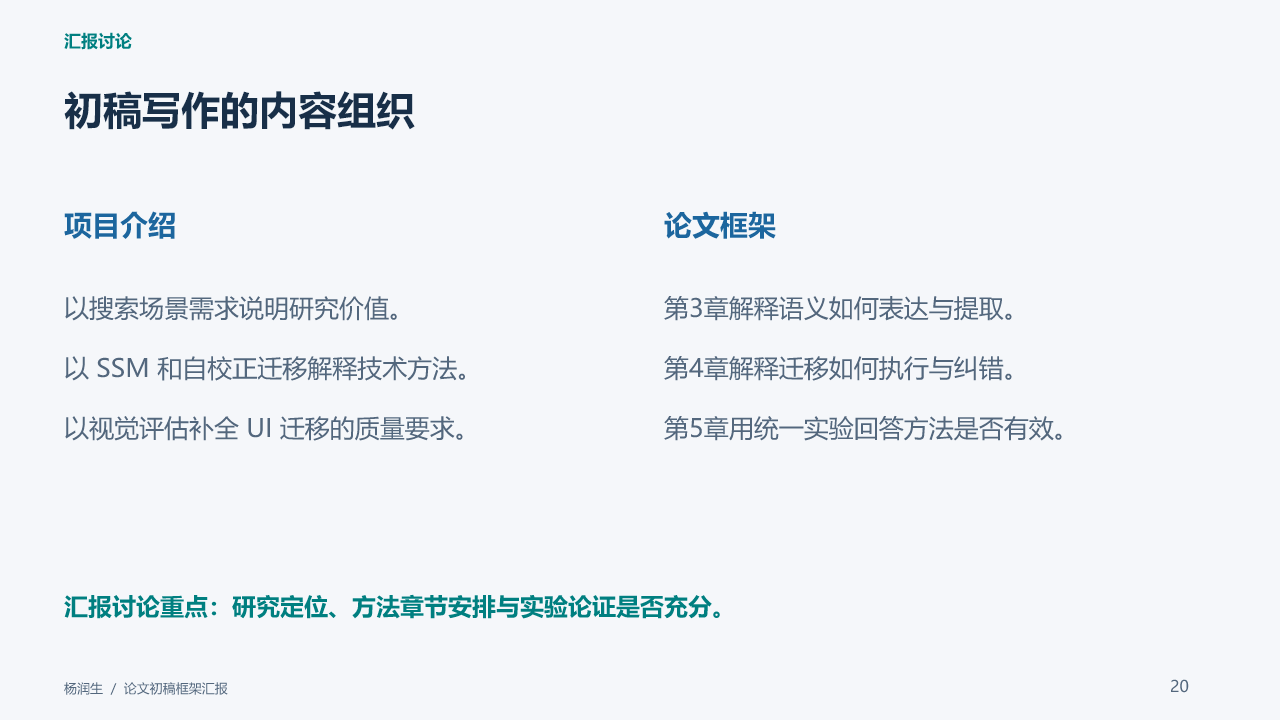 汇报讨论
初稿写作的内容组织
项目介绍
以搜索场景需求说明研究价值。
以 SSM 和自校正迁移解释技术方法。
以视觉评估补全 UI 迁移的质量要求。
论文框架
第3章解释语义如何表达与提取。
第4章解释迁移如何执行与纠错。
第5章用统一实验回答方法是否有效。
汇报讨论重点：研究定位、方法章节安排与实验论证是否充分。
杨润生 / 论文初稿框架汇报
20